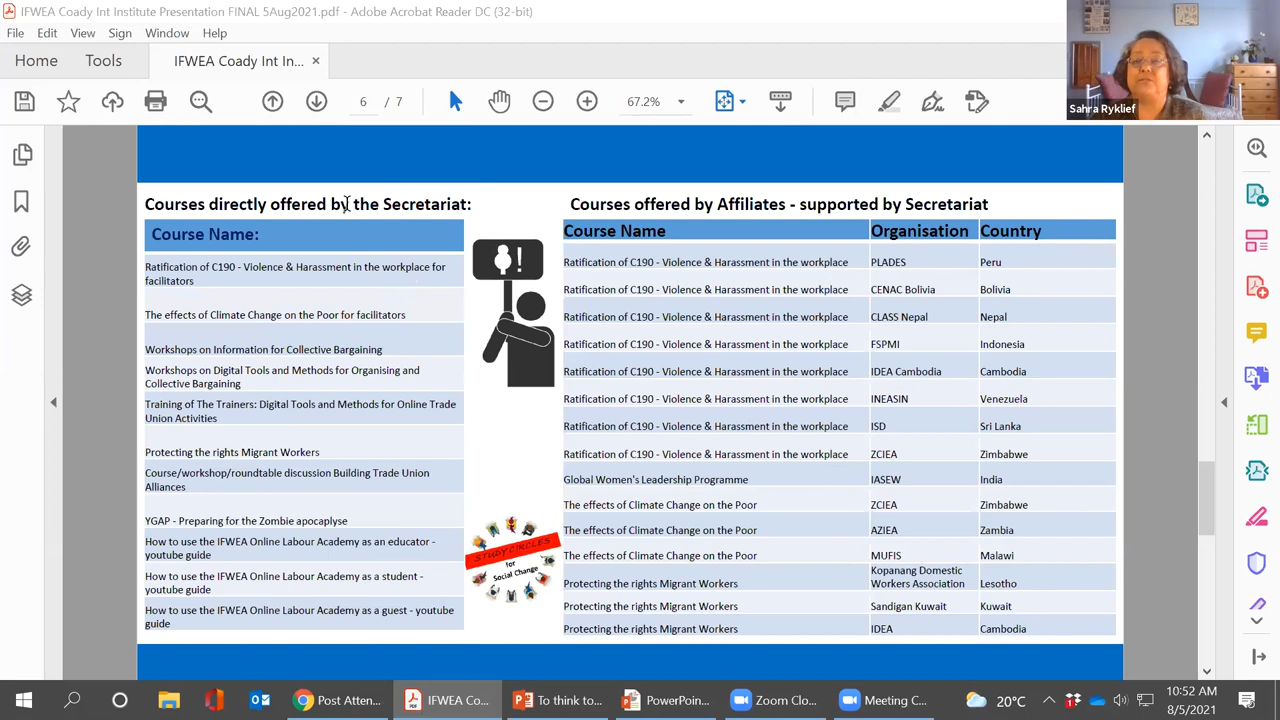 IFWEA Coady Int Institute Presentation FINAL 5Aug2021.pdf - Adobe Acrobat Reader DC (32-bit)
File Edit View Sign Window Help
Home Tools IFWEA Coady Int In... ×
6 / 7 67.2%
Sahra Ryklief
Courses directly offered by the Secretariat:
Course Name:
Ratification of C190 - Violence & Harassment in the workplace for
facilitators
The effects of Climate Change on the Poor for facilitators
Workshops on Information for Collective Bargaining
Workshops on Digital Tools and Methods for Organising and
Collective Bargaining
Training of The Trainers: Digital Tools and Methods for Online Trade
Union Activities
Protecting the rights Migrant Workers
Course/workshop/roundtable discussion Building Trade Union
Alliances
YGAP - Preparing for the Zombie apocaplyse
How to use the IFWEA Online Labour Academy as an educator -
youtube guide
How to use the IFWEA Online Labour Academy as a student -
youtube guide
How to use the IFWEA Online Labour Academy as a guest - youtube
guide
!
STUDY CIRCLES
for
Social Change
Courses offered by Affiliates - supported by Secretariat
Course Name Organisation Country
Ratification of C190 - Violence & Harassment in the workplace PLADES Peru
Ratification of C190 - Violence & Harassment in the workplace CENAC Bolivia Bolivia
Ratification of C190 - Violence & Harassment in the workplace CLASS Nepal Nepal
Ratification of C190 - Violence & Harassment in the workplace FSPMI Indonesia
Ratification of C190 - Violence & Harassment in the workplace IDEA Cambodia Cambodia
Ratification of C190 - Violence & Harassment in the workplace INEASIN Venezuela
Ratification of C190 - Violence & Harassment in the workplace ISD Sri Lanka
Ratification of C190 - Violence & Harassment in the workplace ZCIEA Zimbabwe
Global Women's Leadership Programme IASEW India
The effects of Climate Change on the Poor ZCIEA Zimbabwe
The effects of Climate Change on the Poor AZIEA Zambia
The effects of Climate Change on the Poor MUFIS Malawi
Kopanang Domestic
Protecting the rights Migrant Workers Workers Association Lesotho
Protecting the rights Migrant Workers Sandigan Kuwait Kuwait
Protecting the rights Migrant Workers IDEA Cambodia
Post Atten... IFWEA Co... To think to... PowerPoin... Zoom Clo... Meeting C... 20°C 10:52 AM
8/5/2021